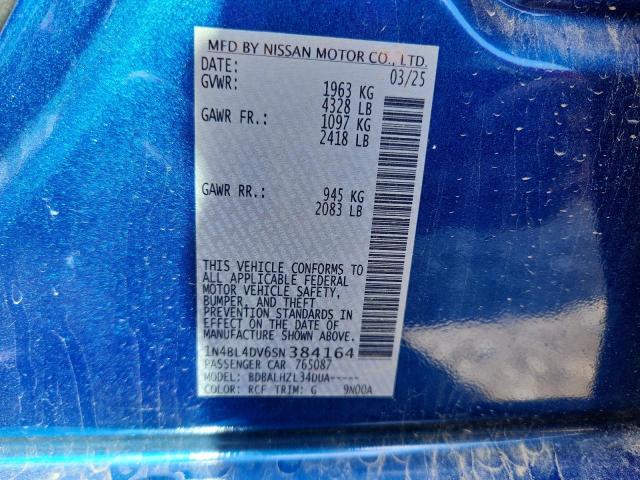 MFD BY NISSAN MOTOR CO., LTD.
DATE: 03/25
GVWR: 1963 KG
4328 LB
GAWR FR.: 1097 KG
2418 LB
GAWR RR.: 945 KG
2083 LB
THIS VEHICLE CONFORMS TO
ALL APPLICABLE FEDERAL
MOTOR VEHICLE SAFETY,
BUMPER, AND THEFT
PREVENTION STANDARDS IN
EFFECT ON THE DATE OF
MANUFACTURE SHOWN ABOVE.
1N4BL4DV6SN384164
PASSENGER CAR 765087
MODEL: BDBALHZL34DUA-----
COLOR: RCF TRIM: G 9N00A